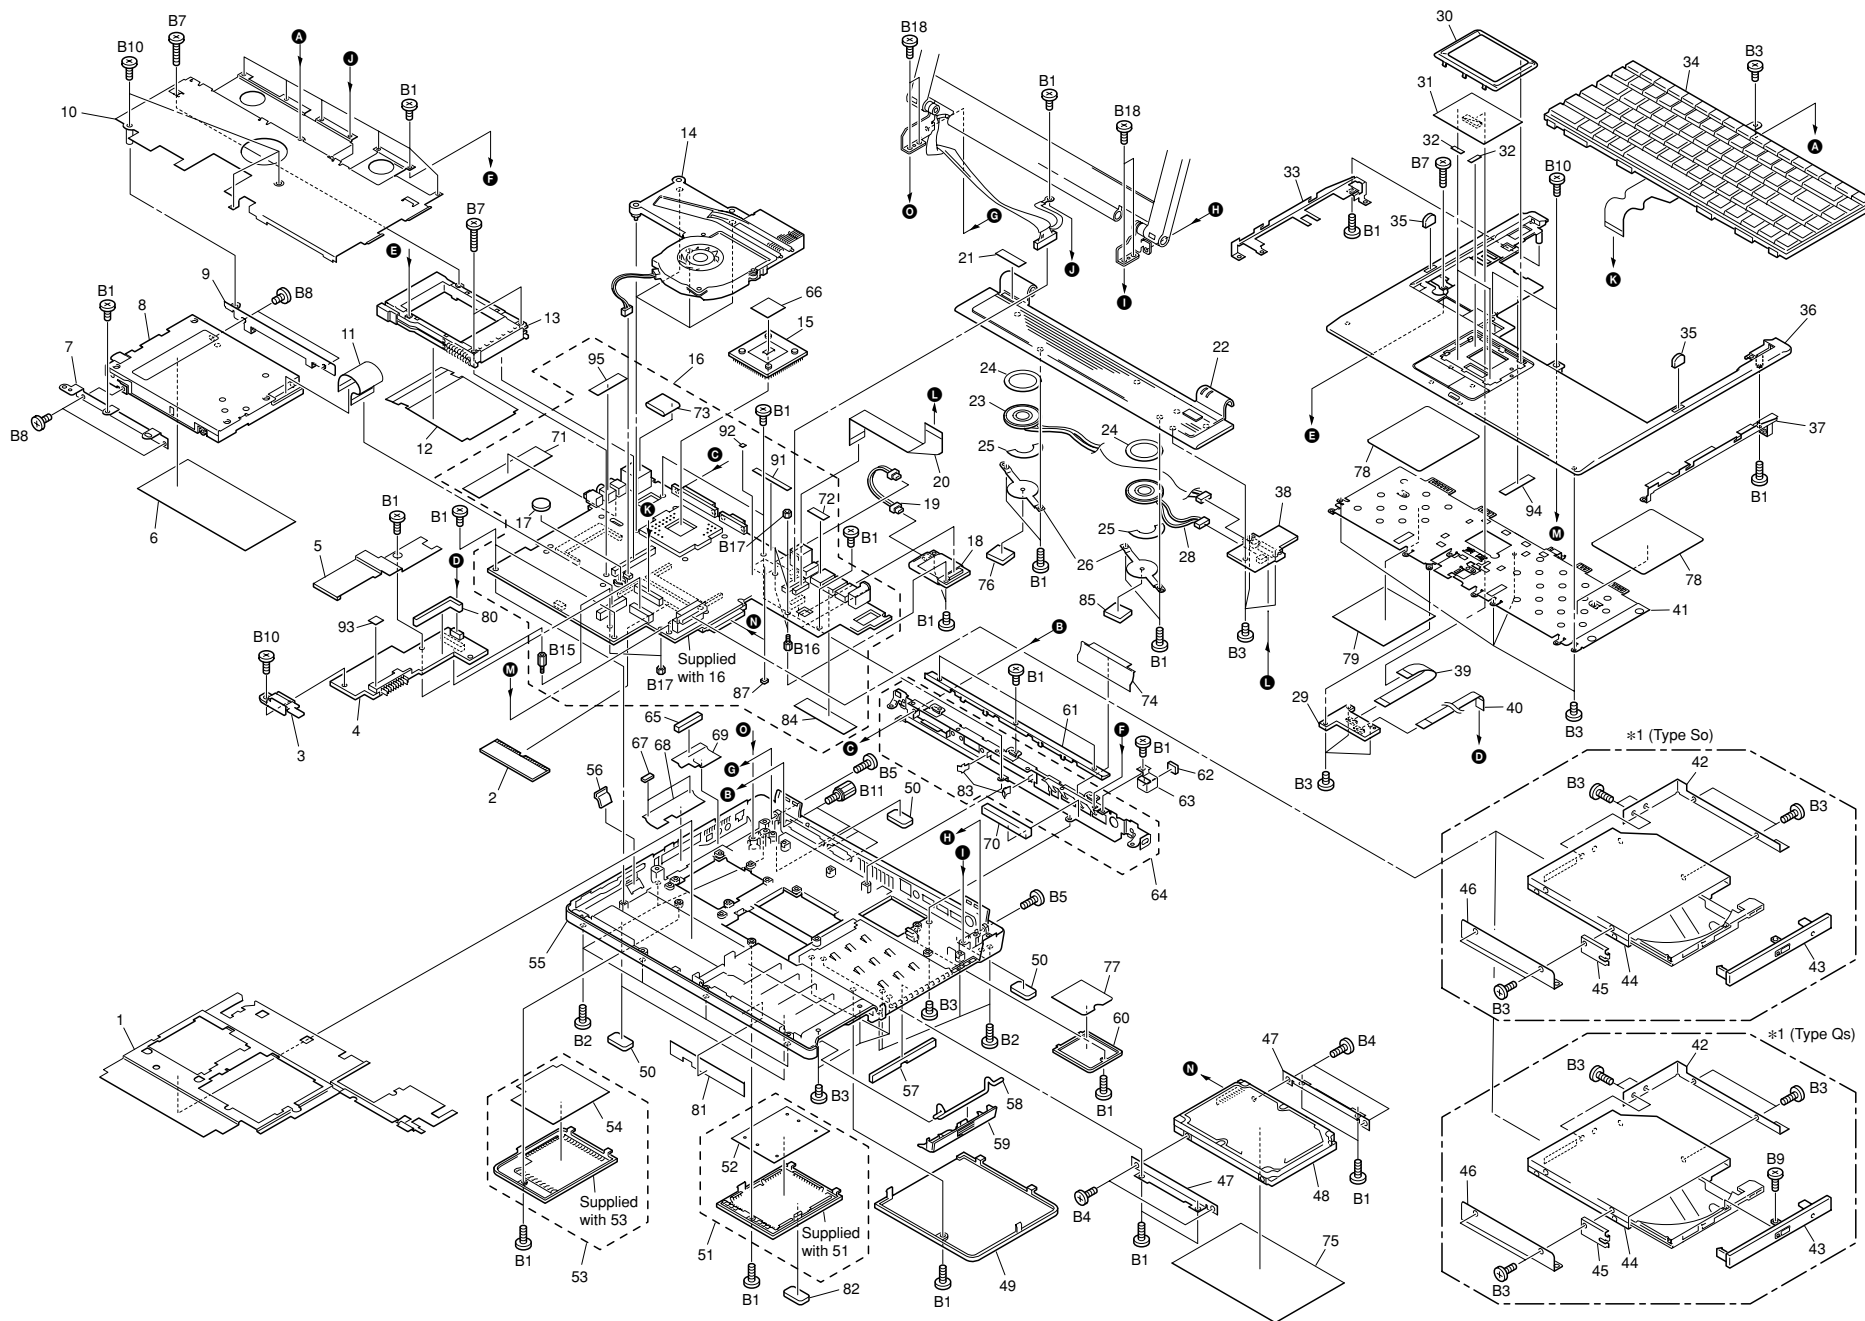 B7
B10
A
J
B1
10
F
B7
E
14
66
15
9
B8
B1
8
13
11
7
B8
12
6
95
16
73
B1
92
91
C
71
17
K
72
B17
B1
L
20
19
18
B1
B18
B1
B18
O
G
J
I
H
21
22
24
23
24
25
25
26
28
76
85
B1
B1
38
B3
L
30
31
32
32
B7
B10
33
B1
35
34
B3
A
K
36
35
37
B1
E
78
94
M
78
41
79
39
40
29
D
B3
B3
B1
B1
5
D
80
93
B10
3
4
B15
M
2
N
Supplied
with 16
B17
87
B16
84
B
74
B1
61
C
F
B1
62
63
83
70
64
65
67
68
69
56
O
G
B
B5
B11
50
H
I
B5
55
1
B2
50
81
B3
57
58
59
B3
B2
50
77
60
B1
54
Supplied
with 53
53
B1
52
Supplied
with 51
51
B1
82
49
B1
N
47
B4
48
B1
47
B4
B1
75
*1 (Type So)
42
B3
B3
46
B3
45
44
43
*1 (Type Qs)
42
B3
B3
B9
46
B3
45
44
43